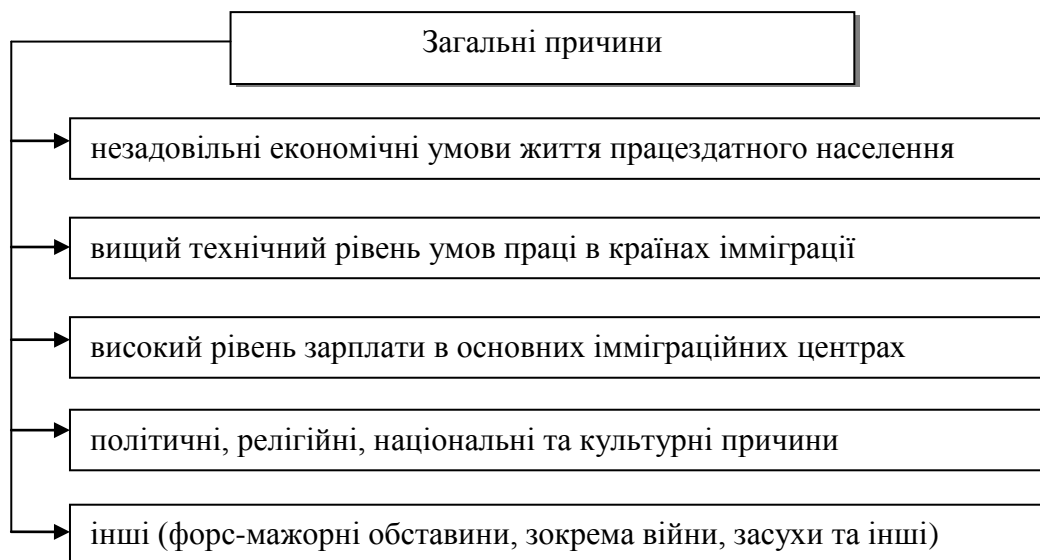 Загальні причини
незадовільні економічні умови життя працездатного населення
вищий технічний рівень умов праці в країнах імміграції
високий рівень зарплати в основних імміграційних центрах
політичні, релігійні, національні та культурні причини
інші (форс-мажорні обставини, зокрема війни, засухи та інші)